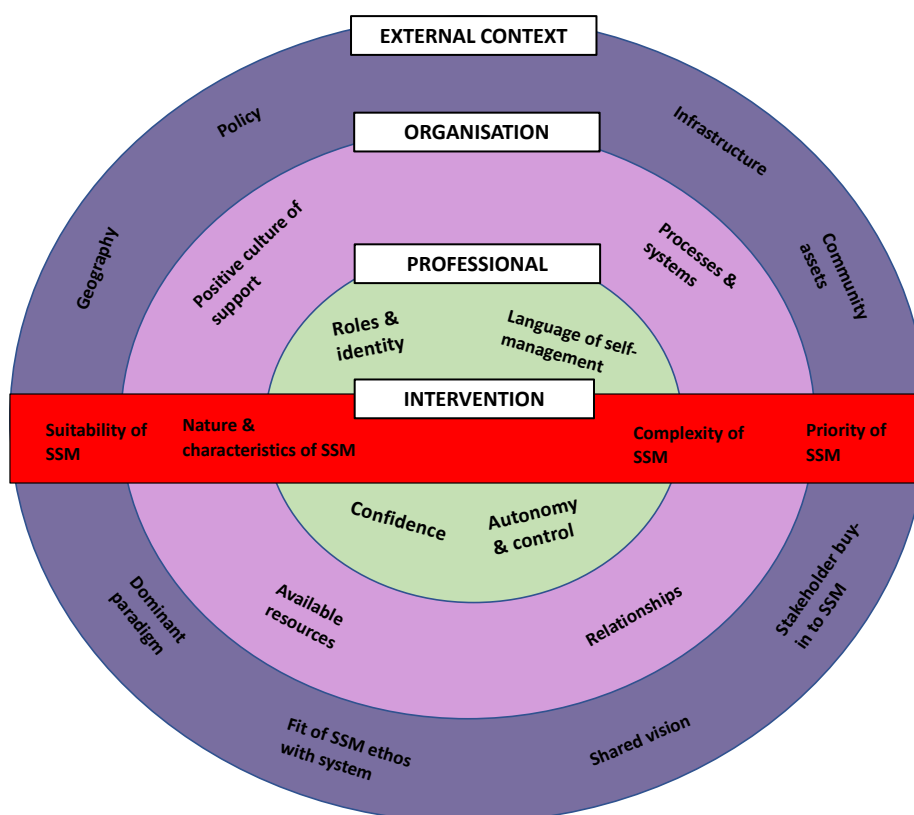 EXTERNAL CONTEXT
Policy
Infrastructure
ORGANISATION
Geography
Positive culture of
support
Processes &
systems
Community
assets
PROFESSIONAL
Roles &
identity
Language of self-
management
INTERVENTION
Suitability of
SSM
Nature &
characteristics of SSM
Complexity of
SSM
Priority of
SSM
Confidence
Autonomy
& control
Dominant
paradigm
Available
resources
Relationships
Stakeholder buy-
in to SSM
Fit of SSM ethos
with system
Shared vision